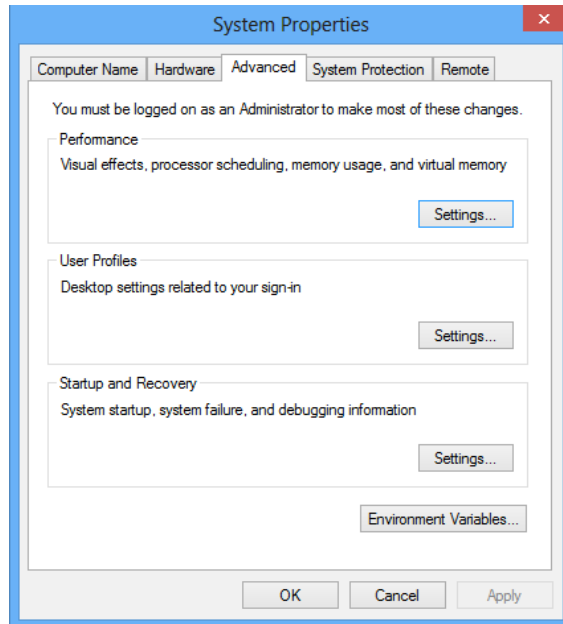 System Properties
Computer Name Hardware Advanced System Protection Remote
You must be logged on as an Administrator to make most of these changes.
Performance
Visual effects, processor scheduling, memory usage, and virtual memory
Settings...
User Profiles
Desktop settings related to your sign-in
Settings...
Startup and Recovery
System startup, system failure, and debugging information
Settings...
Environment Variables...
OK Cancel Apply